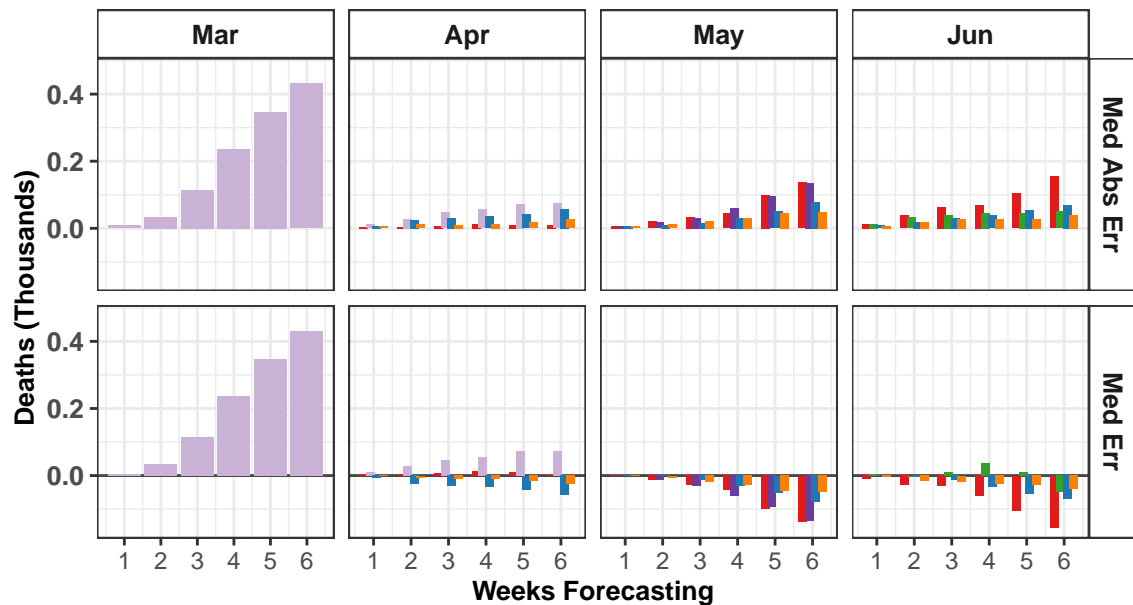 Mar Apr May Jun
Deaths (Thousands)
0.4
0.2
0.0
Med Abs Err
0.4
0.2
0.0
Med Err
1 2 3 4 5 6 1 2 3 4 5 6 1 2 3 4 5 6 1 2 3 4 5 6
Weeks Forecasting